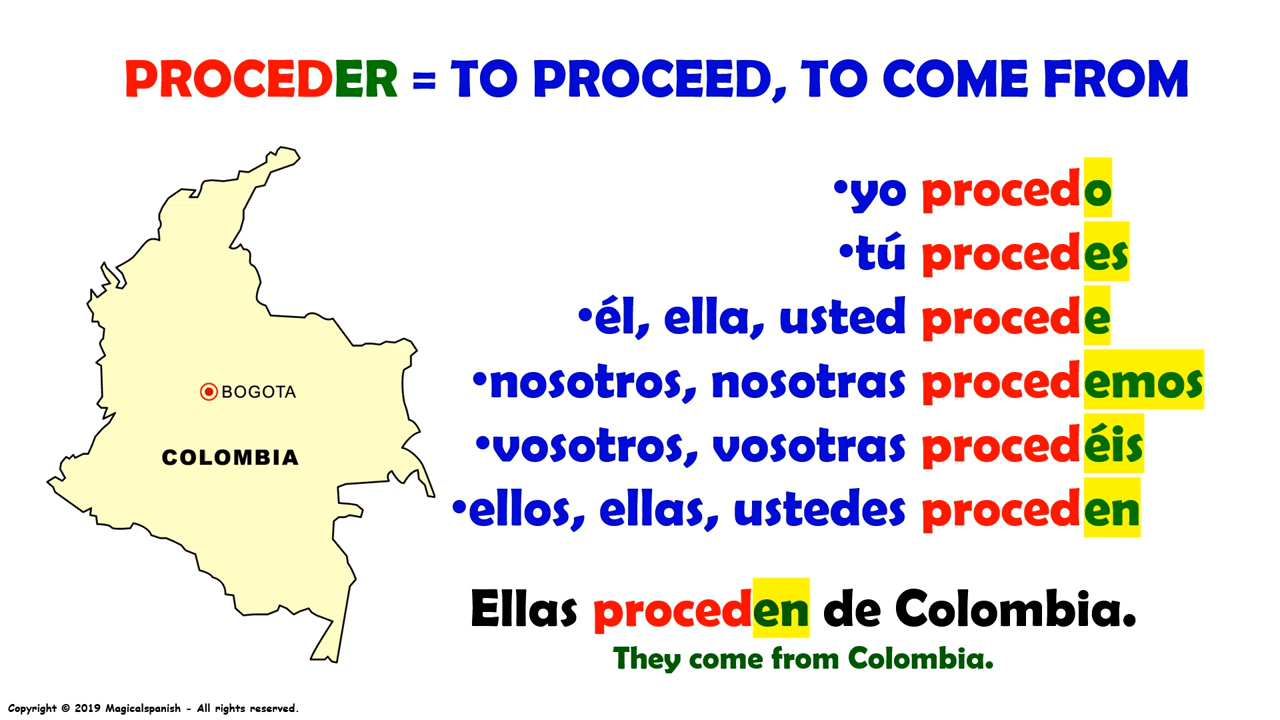 PROCEDER = TO PROCEED, TO COME FROM
•yo procedo
•tú procedes
•él, ella, usted procede
•nosotros, nosotras procedemos
•vosotros, vosotras procedéis
•ellos, ellas, ustedes proceden
BOGOTA
COLOMBIA
Ellas proceden de Colombia.
They come from Colombia.
Copyright © 2019 Magicalspanish - All rights reserved.